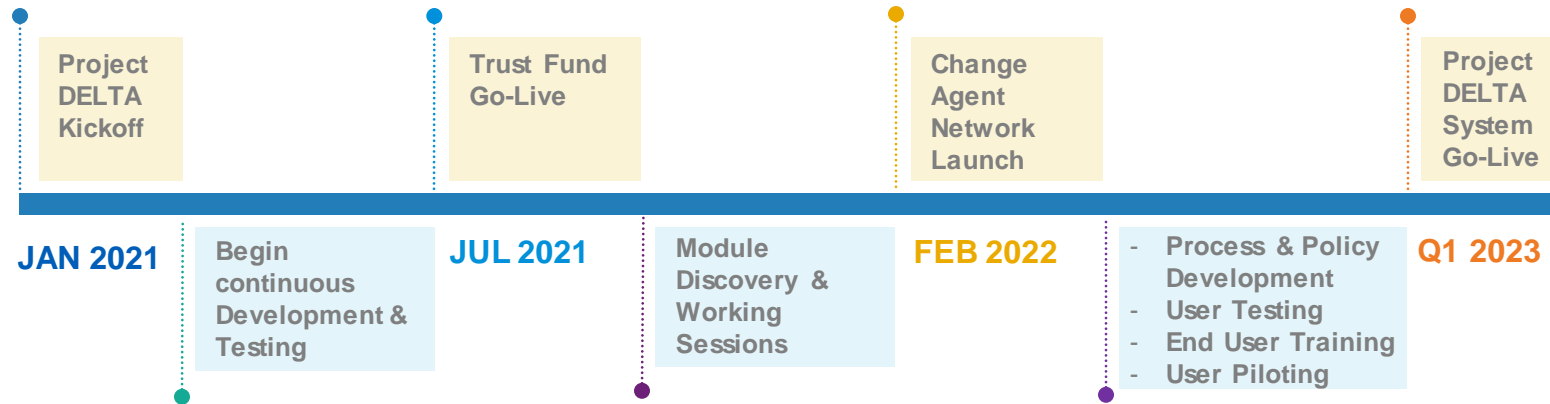 Project
DELTA
Kickoff
Trust Fund
Go-Live
Change
Agent
Network
Launch
Project
DELTA
System
Go-Live
JAN 2021
Begin
continuous
Development &
Testing
JUL 2021
Module
Discovery &
Working
Sessions
FEB 2022
- Process & Policy
Development
- User Testing
- End User Training
- User Piloting
Q1 2023